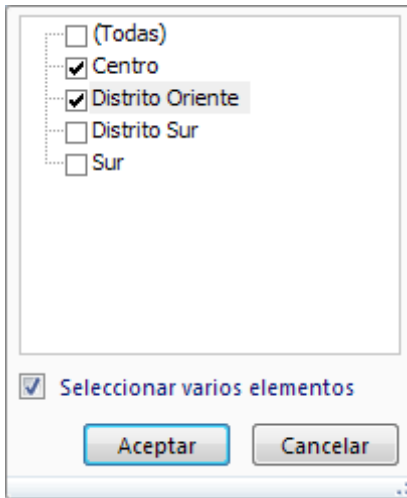 (Todas)
Centro
Distrito Oriente
Distrito Sur
Sur
Seleccionar varios elementos
Aceptar Cancelar